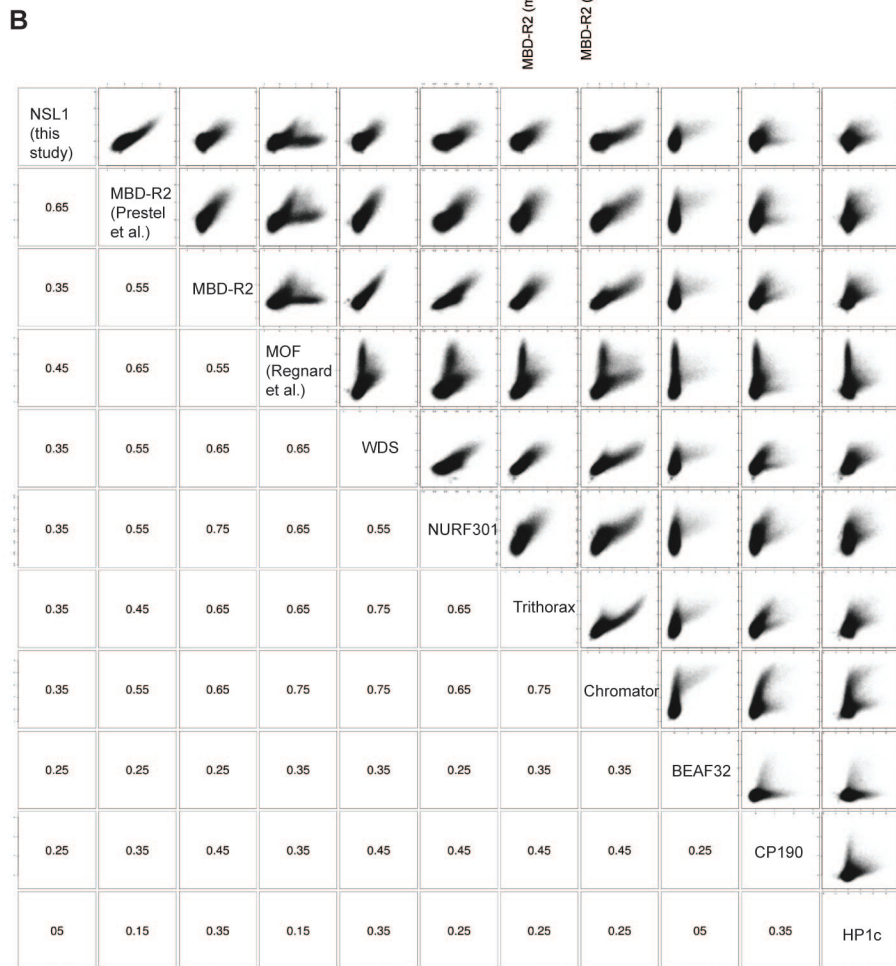 B
MBD-R2 (m
MBD-R2 (
NSL1
(this
study)
0.65
MBD-R2
(Prestel
et al.)
0.35
0.55
MBD-R2
0.45
0.65
0.55
MOF
(Regnard
et al.)
0.35
0.55
0.65
0.65
WDS
0.35
0.55
0.75
0.65
0.55
NURF301
0.35
0.45
0.65
0.65
0.75
0.65
Trithorax
0.35
0.55
0.65
0.75
0.75
0.65
0.75
Chromator
0.25
0.25
0.25
0.35
0.35
0.25
0.35
0.35
BEAF32
0.25
0.35
0.45
0.35
0.45
0.45
0.45
0.45
0.25
CP190
05
0.15
0.35
0.15
0.35
0.25
0.25
0.25
05
0.35
HP1c